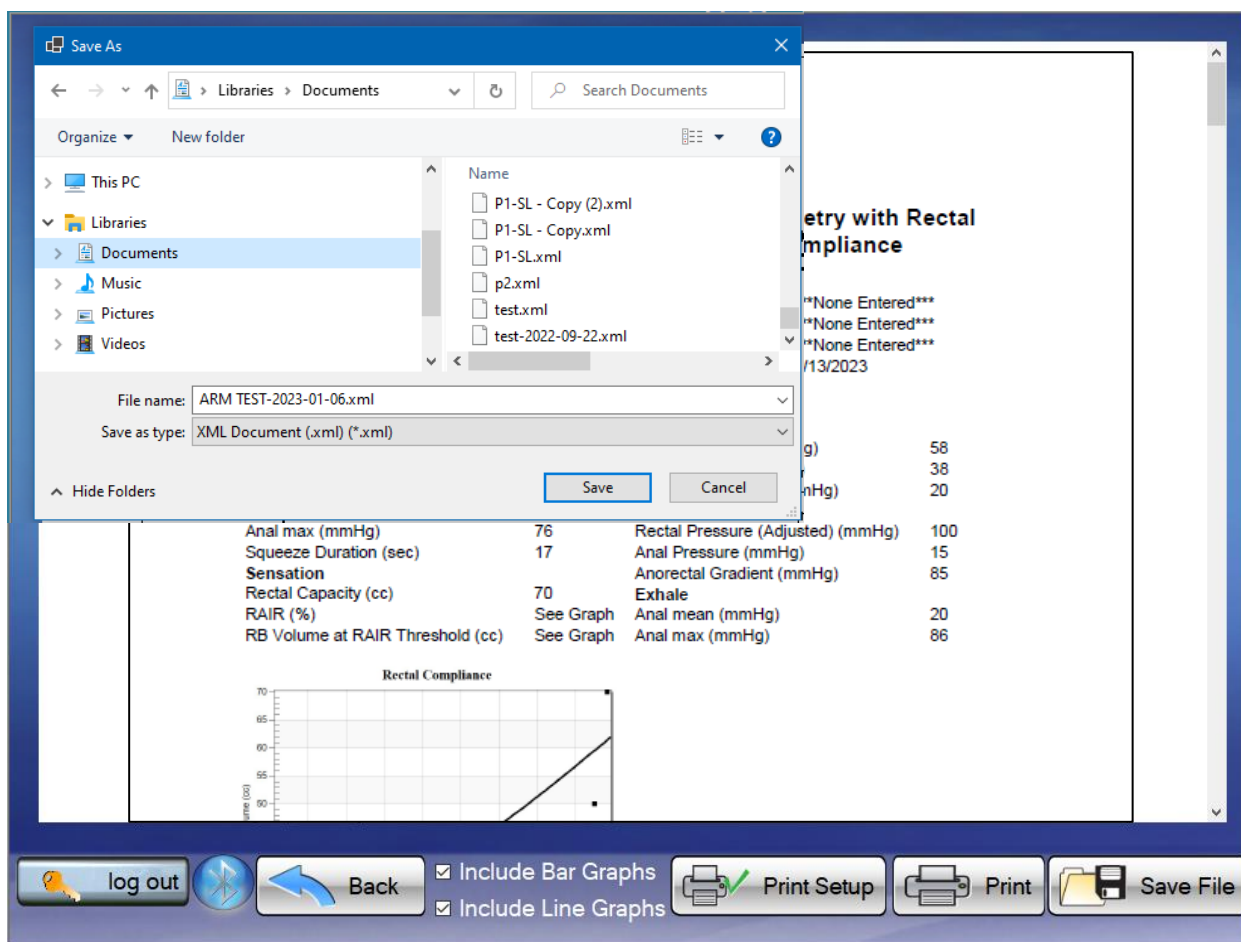 Save As
Libraries > Documents
Search Documents
Organize
New folder
This PC
Libraries
Documents
Music
Pictures
Videos
Name
P1-SL - Copy (2).xml
P1-SL - Copy.xml
P1-SL.xml
p2.xml
test.xml
test-2022-09-22.xml
File name: ARM TEST-2023-01-06.xml
Save as type: XML Document (.xml) (*.xml)
Hide Folders
Save
Cancel
etry with Rectal
mpliance
**None Entered***
**None Entered***
**None Entered***
/13/2023
g) 58
38
nHg) 20
Anal max (mmHg) 76 Rectal Pressure (Adjusted) (mmHg) 100
Squeeze Duration (sec) 17 Anal Pressure (mmHg) 15
Sensation Anorectal Gradient (mmHg) 85
Rectal Capacity (cc) 70 Exhale
RAIR (%) See Graph Anal mean (mmHg) 20
RB Volume at RAIR Threshold (cc) See Graph Anal max (mmHg) 86
Rectal Compliance
70
65
60
55
50
ume (cc)
log out
Back
Include Bar Graphs
Include Line Graphs
Print Setup
Print
Save File